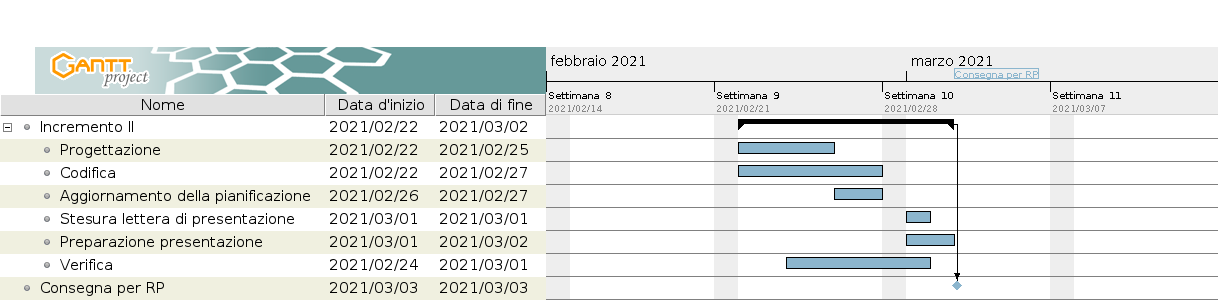 GANTT project
febbraio 2021 marzo 2021
Consegna per RP
Settimana 8 Settimana 9 Settimana 10 Settimana 11
2021/02/14 2021/02/21 2021/02/28 2021/03/07
Nome Data d'inizio Data di fine
Incremento II 2021/02/22 2021/03/02
Progettazione 2021/02/22 2021/02/25
Codifica 2021/02/22 2021/02/27
Aggiornamento della pianificazione 2021/02/26 2021/02/27
Stesura lettera di presentazione 2021/03/01 2021/03/01
Preparazione presentazione 2021/03/01 2021/03/02
Verifica 2021/02/24 2021/03/01
Consegna per RP 2021/03/03 2021/03/03